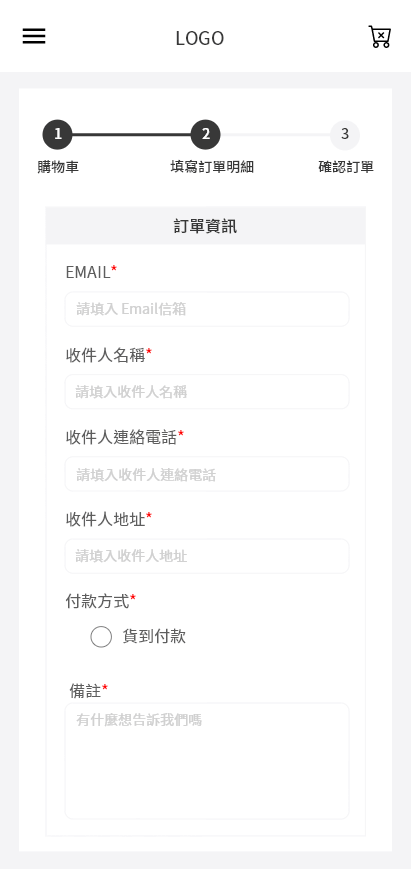 LOGO
1
2
3
購物車
填寫訂單明細
確認訂單
訂單資訊
EMAIL*
請填入 Email信箱
收件人名稱*
請填入收件人名稱
收件人連絡電話*
請填入收件人連絡電話
收件人地址*
請填入收件人地址
付款方式*
貨到付款
備註*
有什麼想告訴我們嗎